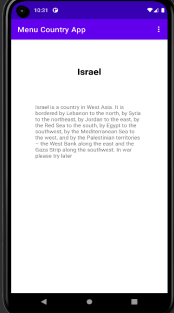 10:31
Menu Country App
Israel
Israel is a country in West Asia. It is
bordered by Lebanon to the north, by Syria
to the northeast, by Jordan to the east, by
the Red Sea to the south, by Egypt to the
southwest, by the Mediterranean Sea to
the west, and by the Palestinian territories
– the West Bank along the east and the
Gaza Strip along the southwest. In war
please try later